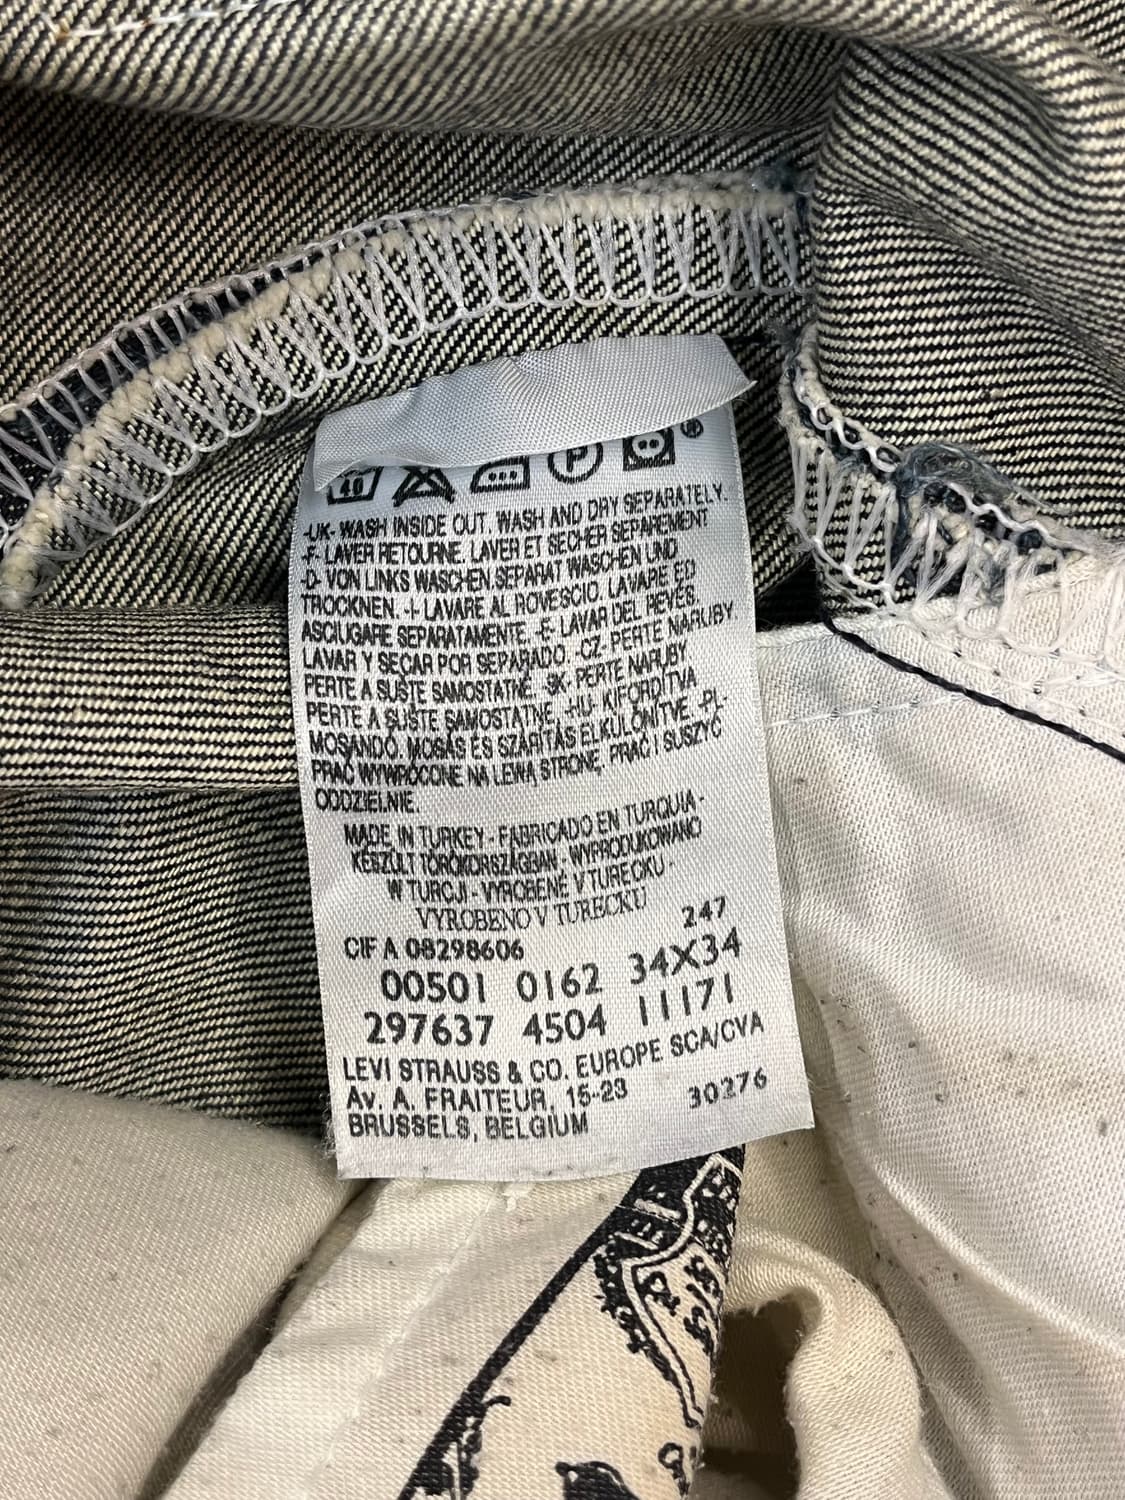 40 P ®
-UK- WASH INSIDE OUT. WASH AND DRY SEPARATELY.
-F- LAVER RETOURNE. LAVER ET SECHER SEPAREMENT
-D- VON LINKS WASCHEN.SEPARAT WASCHEN UND
TROCKNEN. -I- LAVARE AL ROVESCIO. LAVARE ED
ASCIUGARE SEPARATAMENTE. -E- LAVAR DEL REVÉS.
LAVAR Y SECAR POR SEPARADO. -CZ- PERTE NARUBY
PERTE A SUŠTE SAMOSTATNĚ. -SK- PERTE NARUBY
PERTE A SUŠTE SAMOSTATNE. -HU- KIFORDÍTVA
MOSANDÓ. MOSÁS ÉS SZÁRÍTÁS ELKÜLÖNÍTVE. -PL-
PRAĆ WYWRÓCONE NA LEWĄ STRONĘ, PRAĆ I SUSZYĆ
ODDZIELNIE.
MADE IN TURKEY - FABRICADO EN TURQUIA -
KÉSZÜLT TÖRÖKORSZÁGBAN - WYPRODUKOWANO
W TURCJI - VYROBENÉ V TURECKU -
VYROBENO V TURECKU
247
CIF A 08298606
00501 0162 34X34
297637 4504 11171
LEVI STRAUSS & CO. EUROPE SCA/CVA
Av. A. FRAITEUR, 15-23 30276
BRUSSELS, BELGIUM